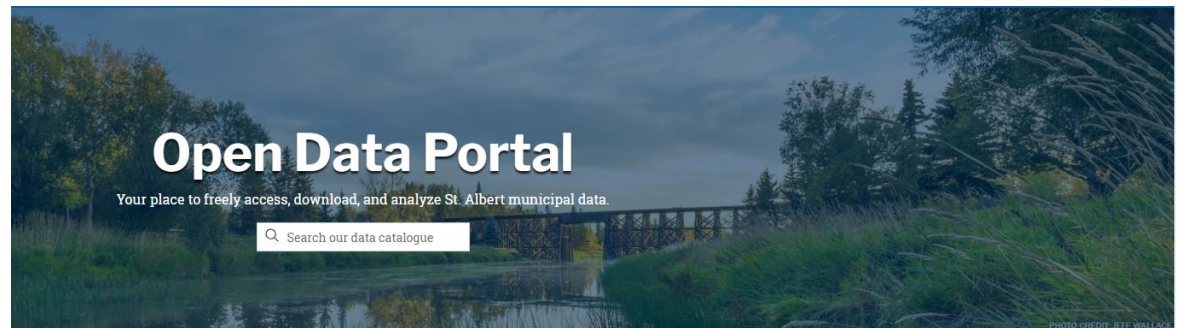 Open Data Portal
Your place to freely access, download, and analyze St. Albert municipal data.
Search our data catalogue
PHOTO CREDIT: JEFF WALLACE